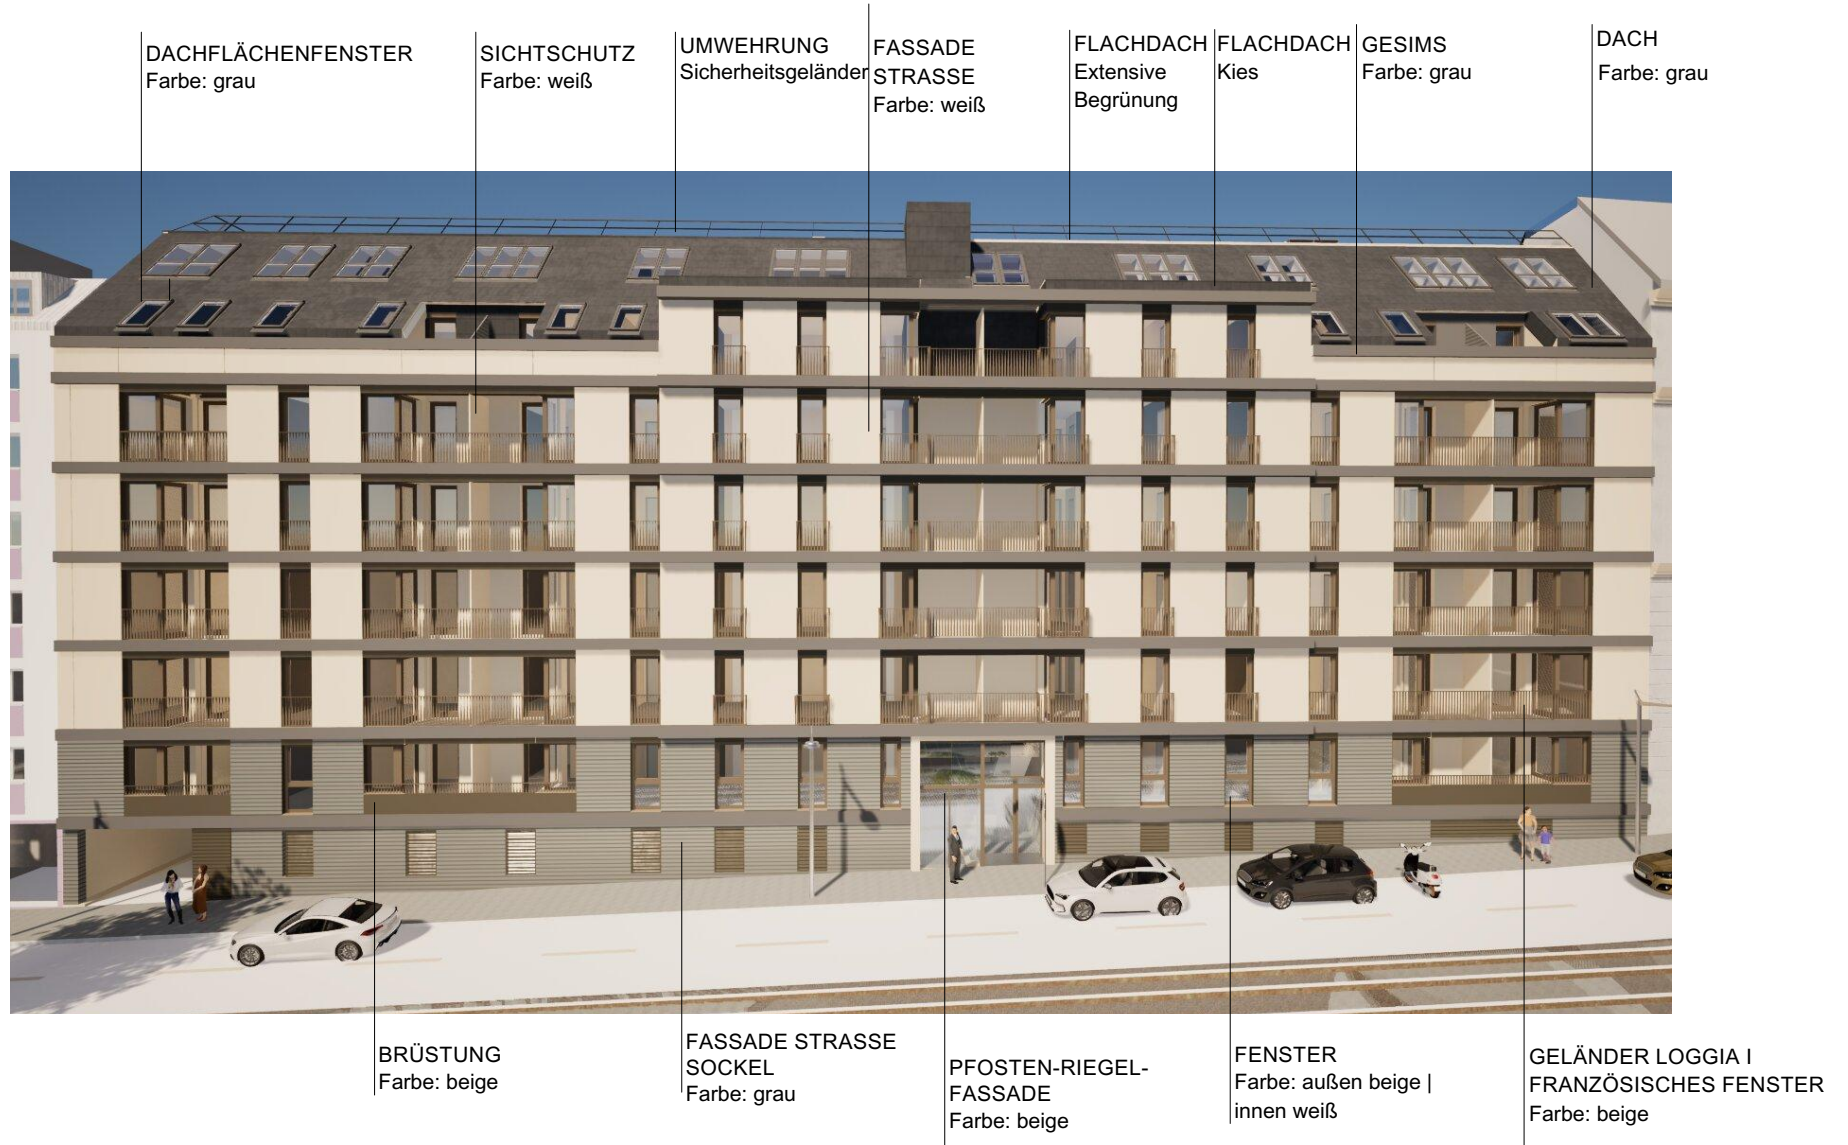 DACHFLÄCHENFENSTER
Farbe: grau
SICHTSCHUTZ
Farbe: weiß
UMWEHRUNG
Sicherheitsgeländer
FASSADE
STRASSE
Farbe: weiß
FLACHDACH
Extensive
Begrünung
FLACHDACH
Kies
GESIMS
Farbe: grau
DACH
Farbe: grau
BRÜSTUNG
Farbe: beige
FASSADE STRASSE
SOCKEL
Farbe: grau
PFOSTEN-RIEGEL-
FASSADE
Farbe: beige
FENSTER
Farbe: außen beige |
innen weiß
GELÄNDER LOGGIA I
FRANZÖSISCHES FENSTER
Farbe: beige